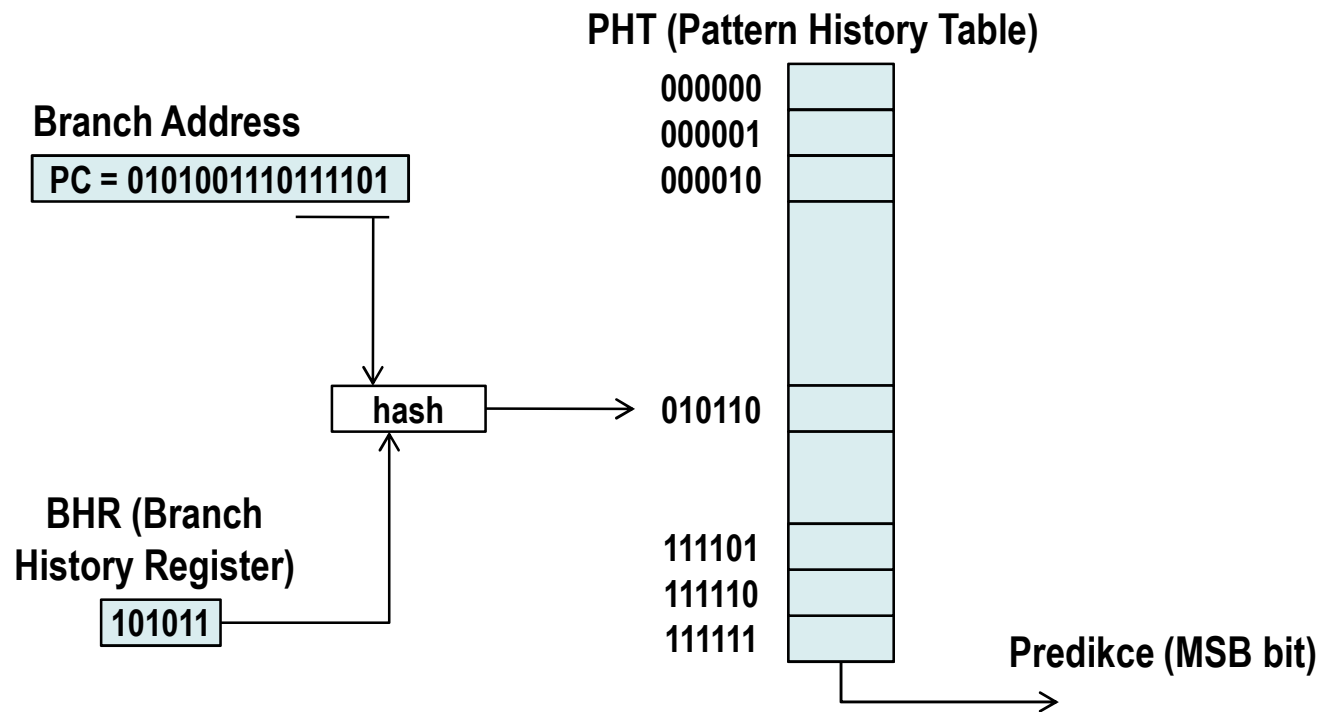 PHT (Pattern History Table)
000000
000001
000010
Branch Address
PC = 0101001110111101
hash
010110
BHR (Branch
History Register)
101011
111101
111110
111111
Predikce (MSB bit)